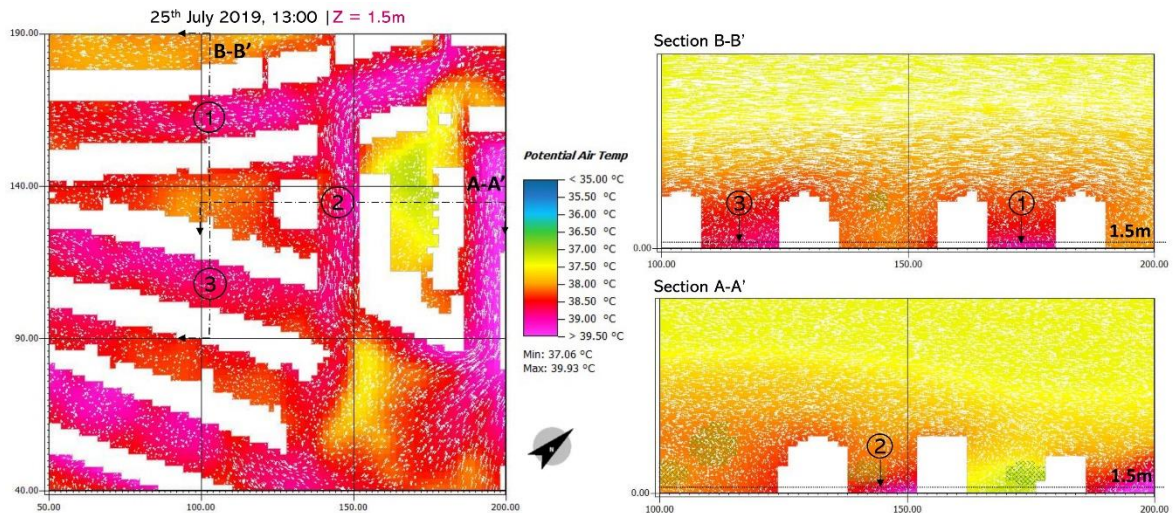 25th July 2019, 13:00 | Z = 1.5m
190.00
140.00
90.00
40.00
50.00
100.00
150.00
200.00
B-B’
A-A’
1
2
3
Potential Air Temp
< 35.00 °C
35.50 °C
36.00 °C
36.50 °C
37.00 °C
37.50 °C
38.00 °C
38.50 °C
39.00 °C
> 39.50 °C
Min: 37.06 °C
Max: 39.93 °C
N
Section B-B’
3
1
1.5m
0.00
100.00
150.00
200.00
Section A-A’
2
1.5m
0.00
100.00
150.00
200.00